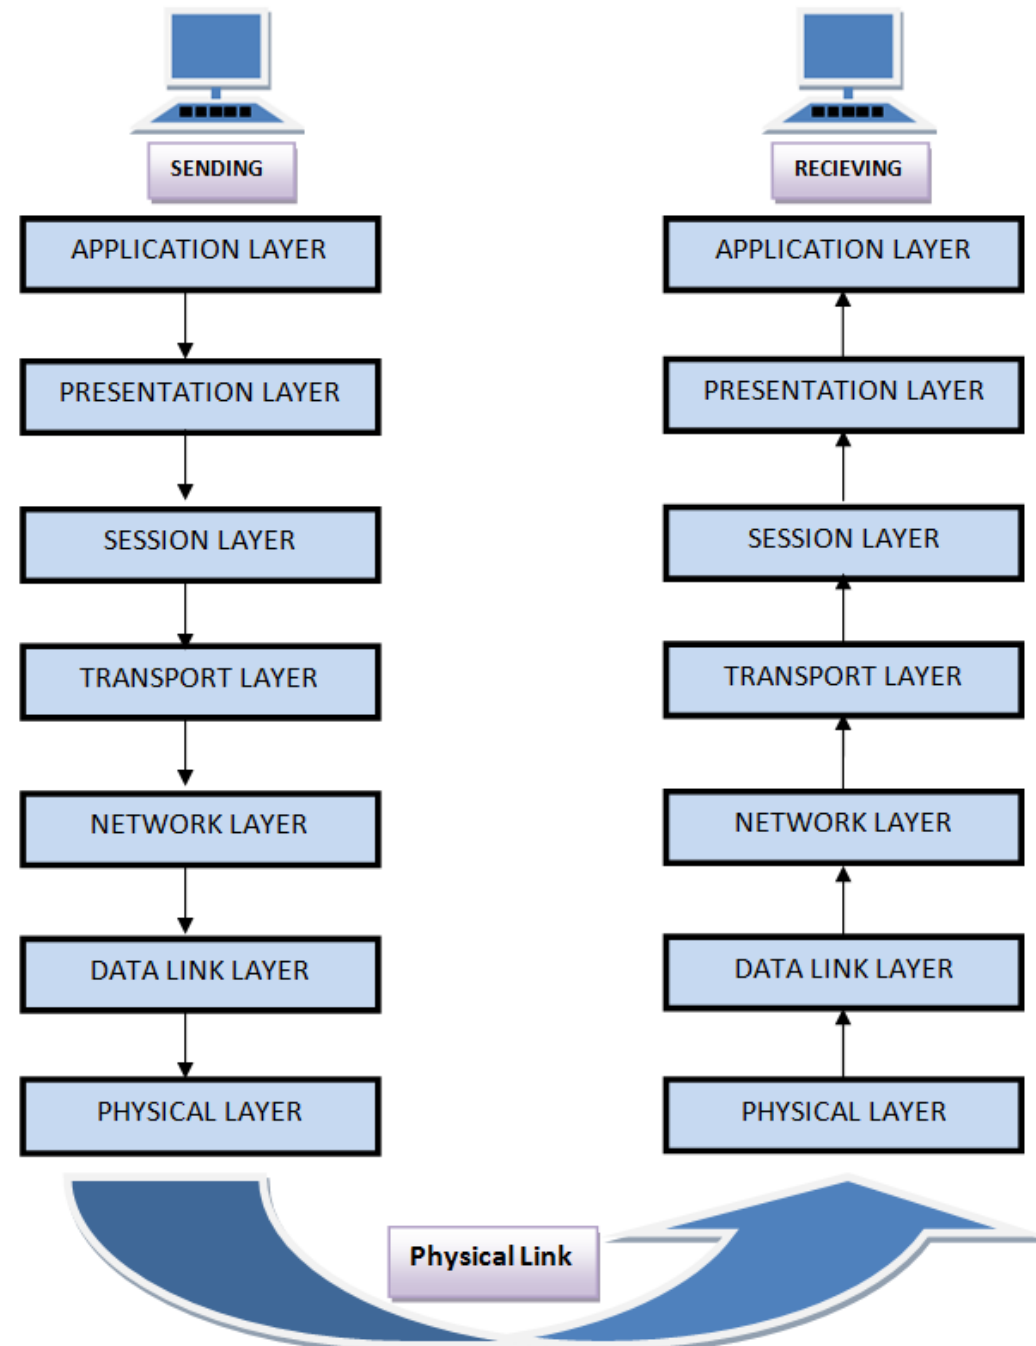 SENDING
APPLICATION LAYER
PRESENTATION LAYER
SESSION LAYER
TRANSPORT LAYER
NETWORK LAYER
DATA LINK LAYER
PHYSICAL LAYER
RECIEVING
APPLICATION LAYER
PRESENTATION LAYER
SESSION LAYER
TRANSPORT LAYER
NETWORK LAYER
DATA LINK LAYER
PHYSICAL LAYER
Physical Link